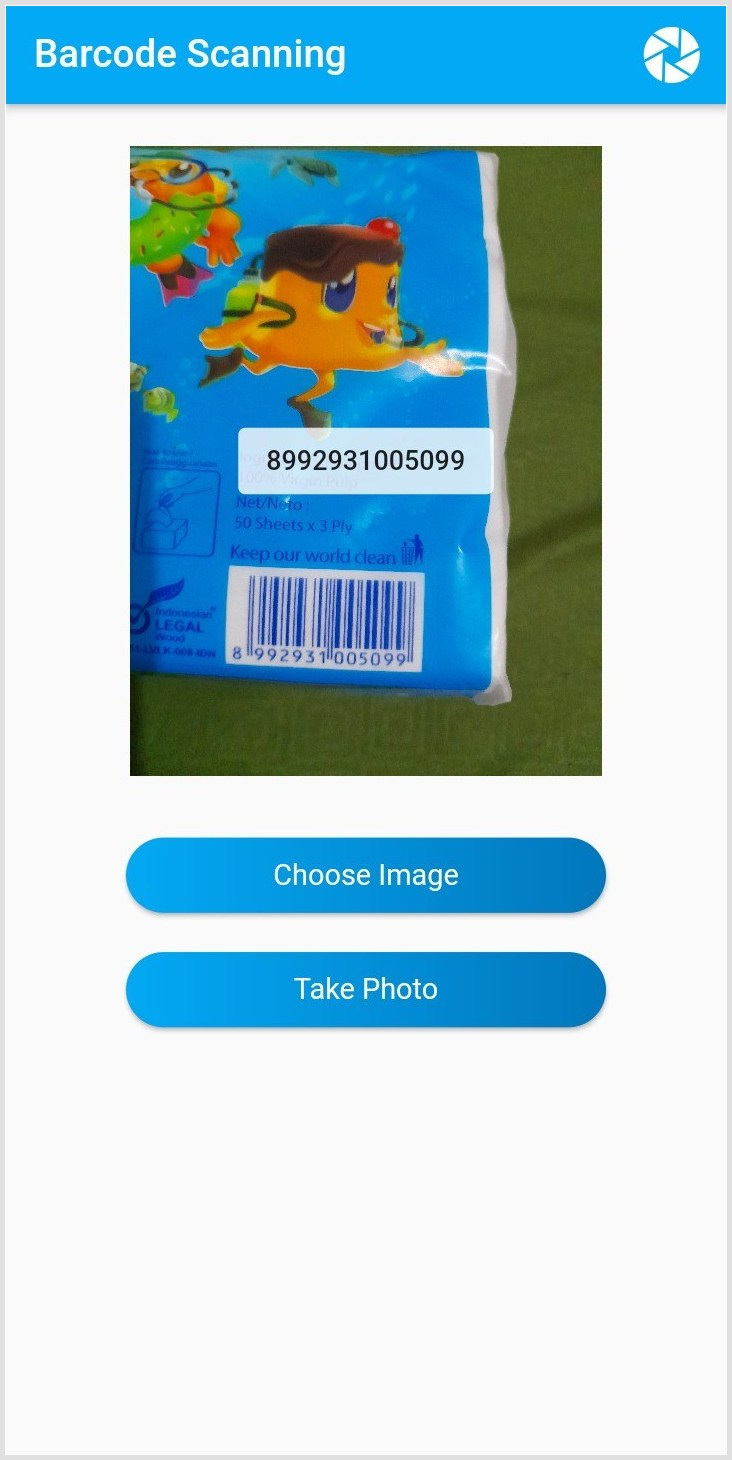 Barcode Scanning
8992931005099
100% Virgin Pulp
Net/Neto :
50 Sheets x 3 Ply
Keep our world clean
Indonesian
LEGAL
Wood
8 992931 005099
Choose Image
Take Photo